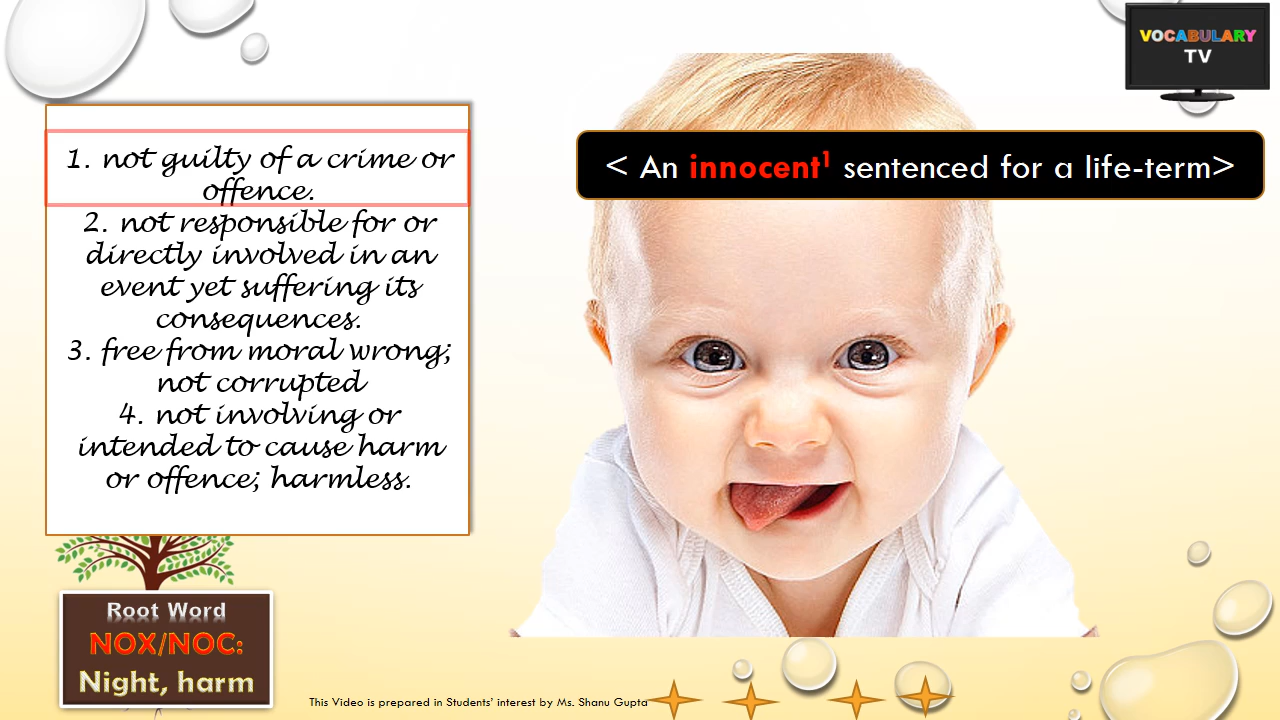 VOCABULARY
TV
1. not guilty of a crime or
offence.
2. not responsible for or
directly involved in an
event yet suffering its
consequences.
3. free from moral wrong;
not corrupted
4. not involving or
intended to cause harm
or offence; harmless.
< An innocent¹ sentenced for a life-term>
Root Word
NOX/NOC:
Night, harm
This Video is prepared in Students' interest by Ms. Shanu Gupta